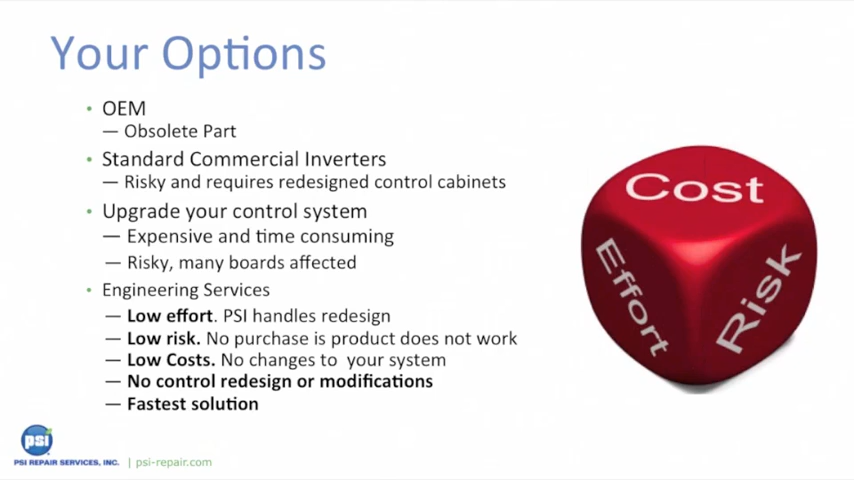 Your Options
• OEM
— Obsolete Part
• Standard Commercial Inverters
— Risky and requires redesigned control cabinets
• Upgrade your control system
— Expensive and time consuming
— Risky, many boards affected
• Engineering Services
— Low effort. PSI handles redesign
— Low risk. No purchase is product does not work
— Low Costs. No changes to your system
— No control redesign or modifications
— Fastest solution
Cost
Effort
Risk
psi
PSI REPAIR SERVICES, INC. | psi-repair.com